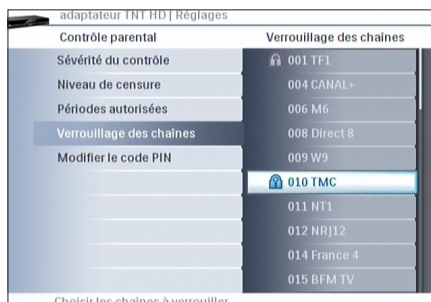 adaptateur TNT HD | Réglages
Contrôle parental
Verrouillage des chaînes
Sévérité du contrôle
Niveau de censure
Périodes autorisées
Verrouillage des chaînes
Modifier le code PIN
001 TF1
004 CANAL+
006 M6
008 Direct 8
009 W9
010 TMC
011 NT1
012 NRJ12
014 France 4
015 BFM TV
Choisir les chaînes à verrouiller